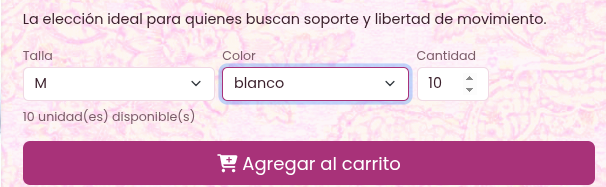 La elección ideal para quienes buscan soporte y libertad de movimiento.
Talla Color Cantidad
M blanco 10
10 unidad(es) disponible(s)
Agregar al carrito